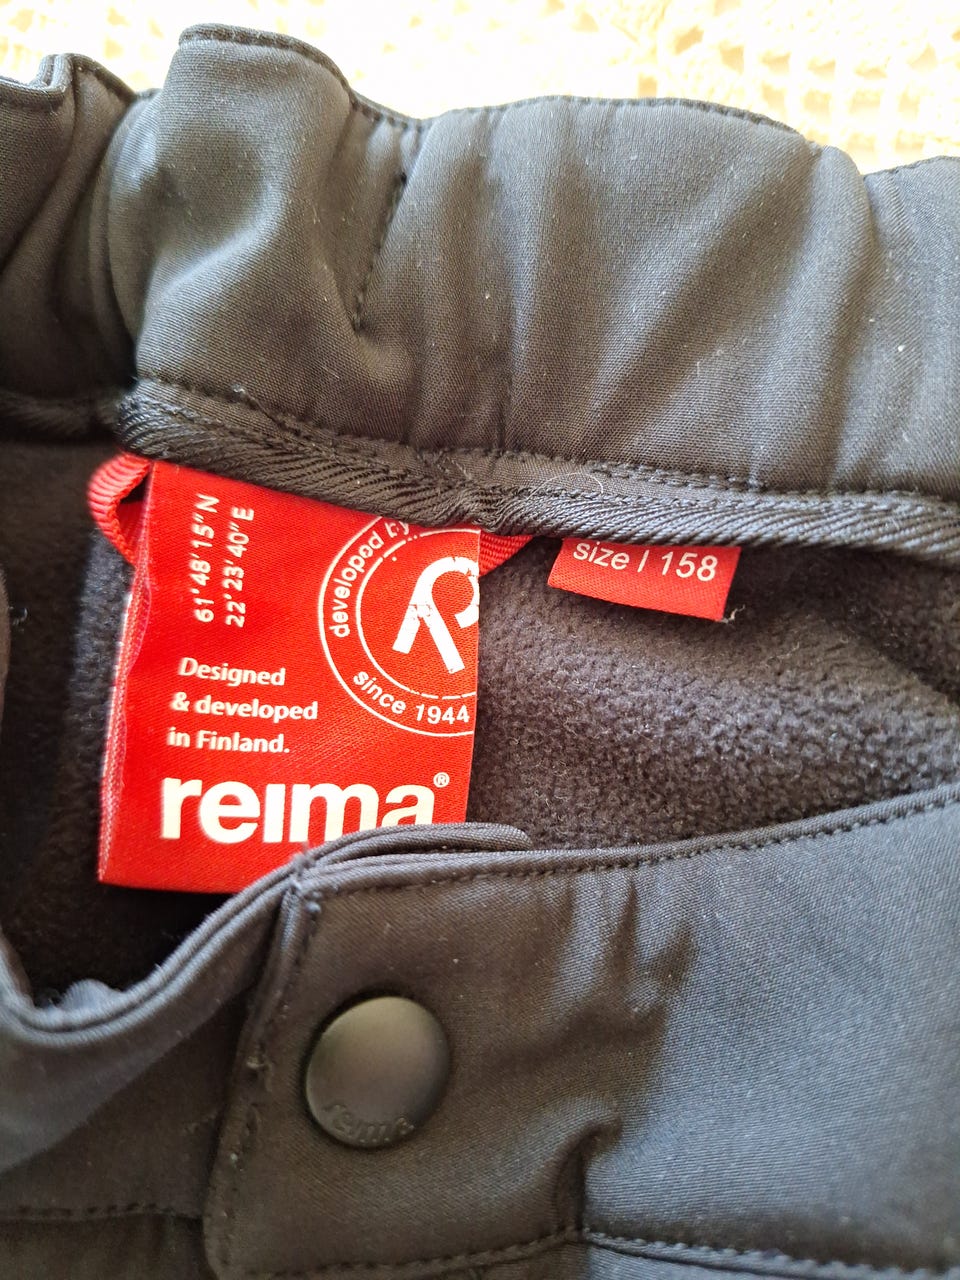 61°48'15"N
22°23'40"E
developed by
since 1944
Designed
& developed
in Finland.
reima®
size | 158
reima